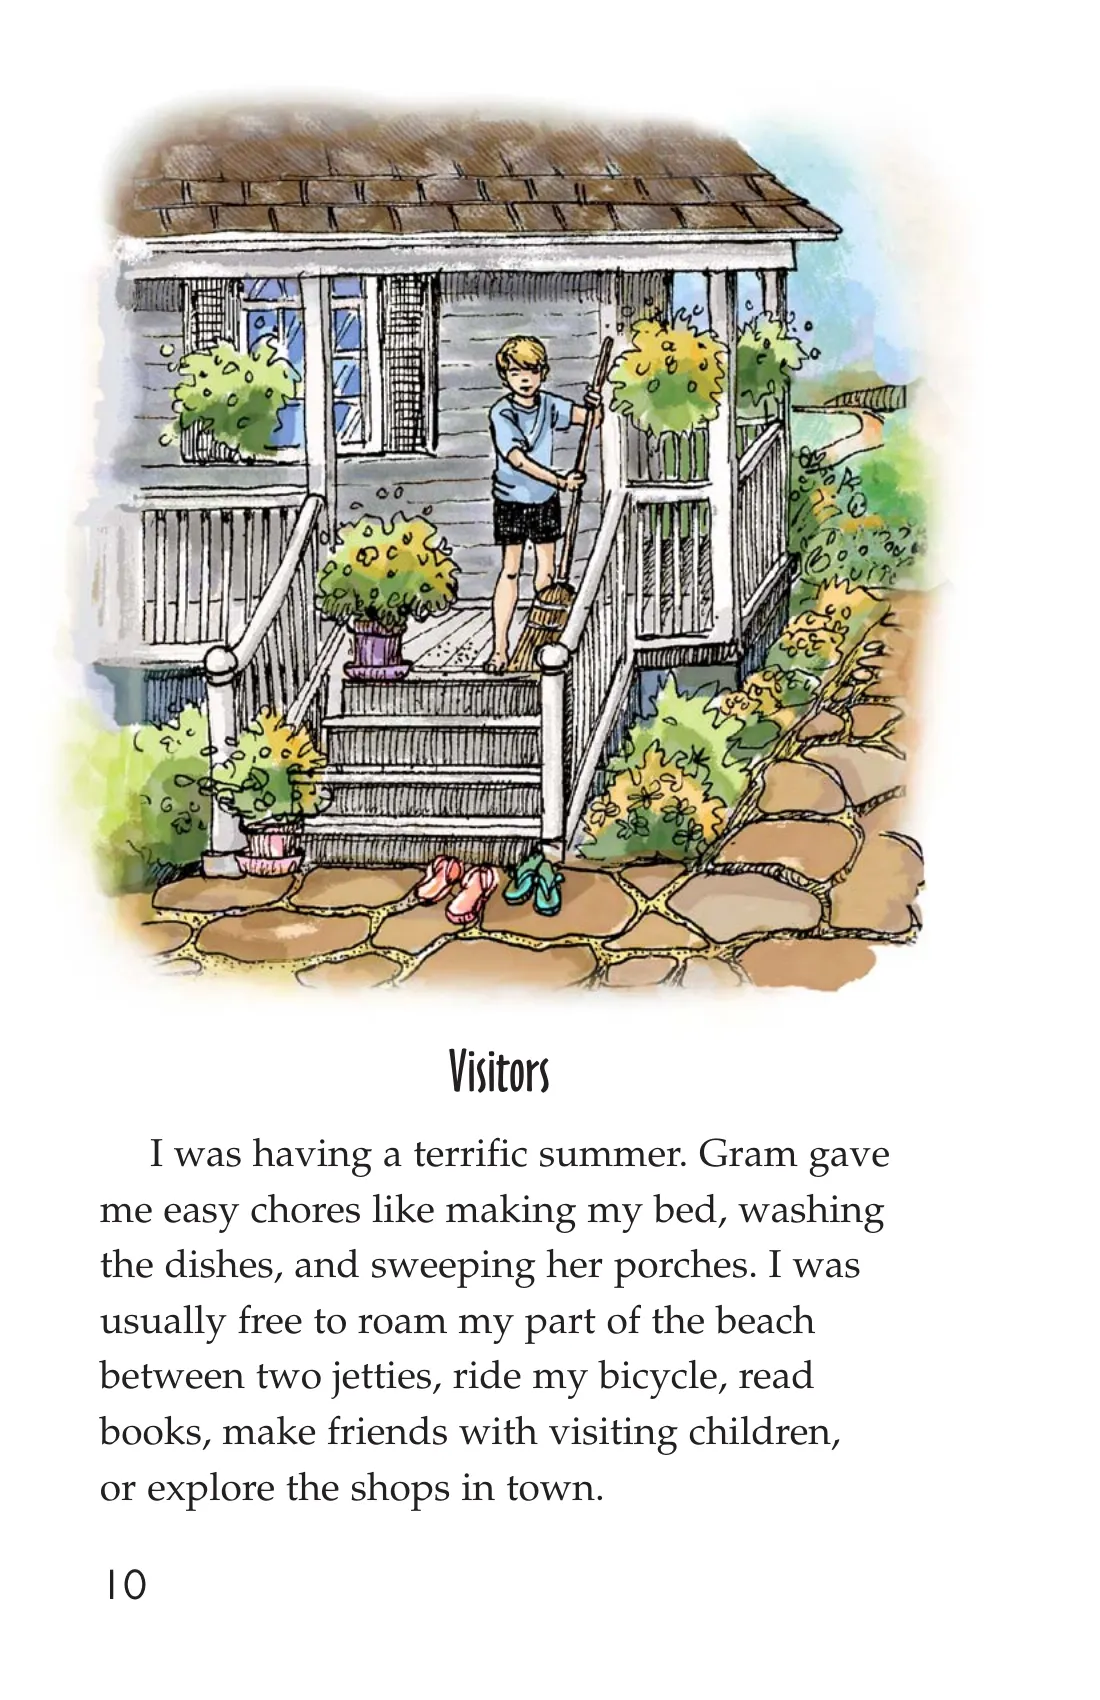 Visitors
I was having a terrific summer. Gram gave
me easy chores like making my bed, washing
the dishes, and sweeping her porches. I was
usually free to roam my part of the beach
between two jetties, ride my bicycle, read
books, make friends with visiting children,
or explore the shops in town.
10